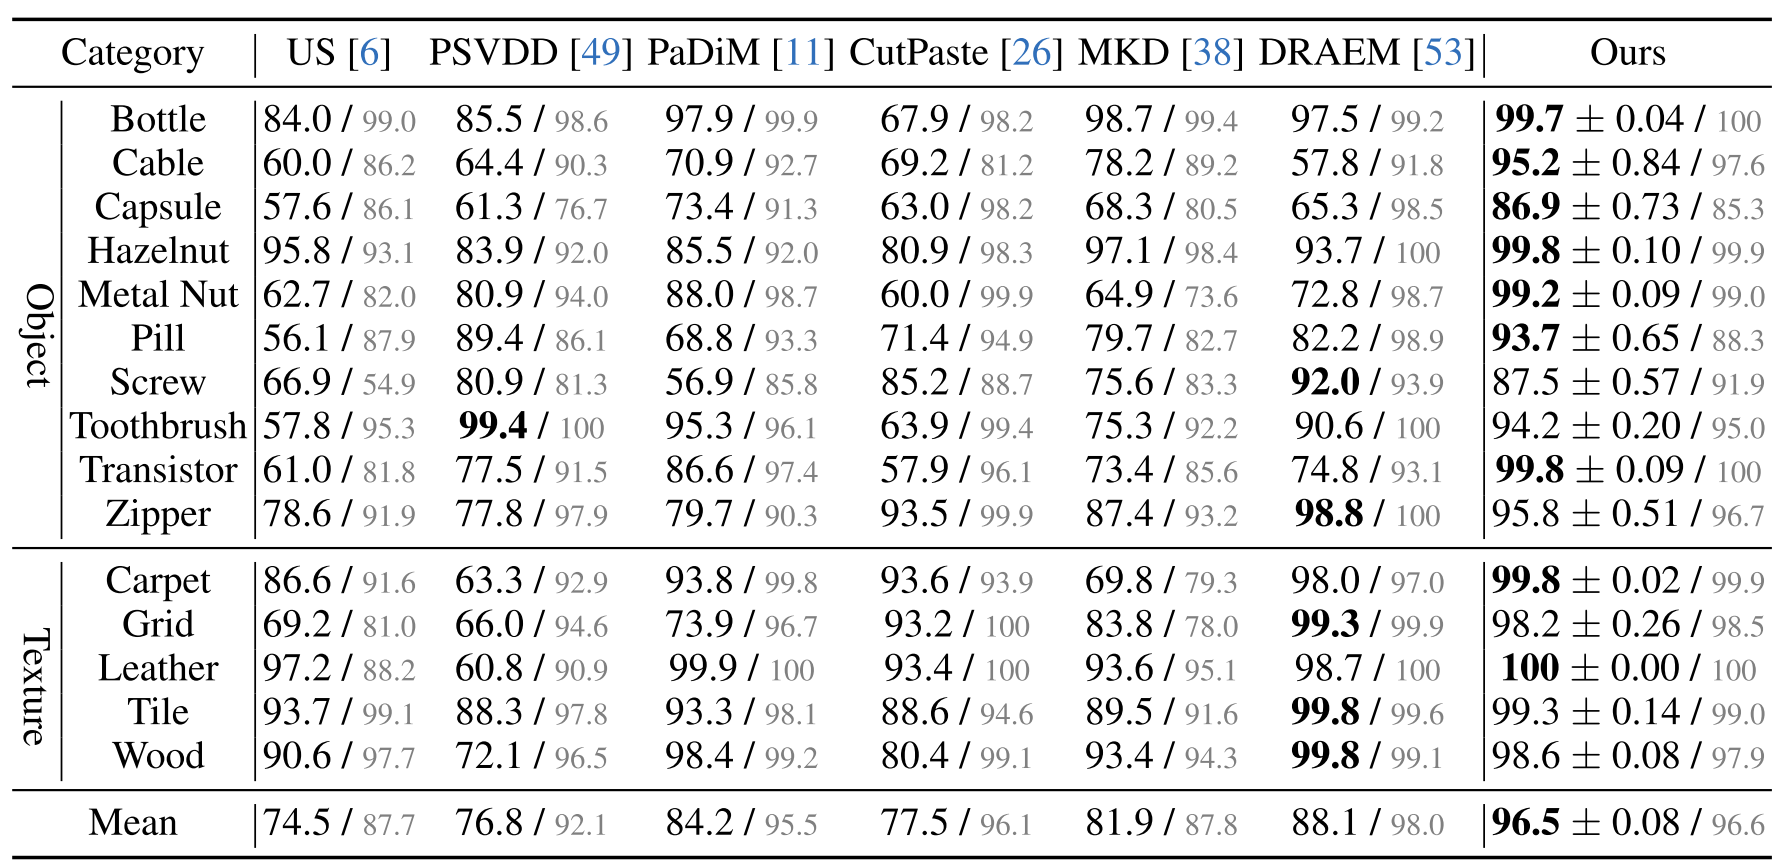 Category US [6] PSVDD [49] PaDiM [11] CutPaste [26] MKD [38] DRAEM [53] Ours
Object
Bottle 84.0 / 99.0 85.5 / 98.6 97.9 / 99.9 67.9 / 98.2 98.7 / 99.4 97.5 / 99.2 99.7 ± 0.04 / 100
Cable 60.0 / 86.2 64.4 / 90.3 70.9 / 92.7 69.2 / 81.2 78.2 / 89.2 57.8 / 91.8 95.2 ± 0.84 / 97.6
Capsule 57.6 / 86.1 61.3 / 76.7 73.4 / 91.3 63.0 / 98.2 68.3 / 80.5 65.3 / 98.5 86.9 ± 0.73 / 85.3
Hazelnut 95.8 / 93.1 83.9 / 92.0 85.5 / 92.0 80.9 / 98.3 97.1 / 98.4 93.7 / 100 99.8 ± 0.10 / 99.9
Metal Nut 62.7 / 82.0 80.9 / 94.0 88.0 / 98.7 60.0 / 99.9 64.9 / 73.6 72.8 / 98.7 99.2 ± 0.09 / 99.0
Pill 56.1 / 87.9 89.4 / 86.1 68.8 / 93.3 71.4 / 94.9 79.7 / 82.7 82.2 / 98.9 93.7 ± 0.65 / 88.3
Screw 66.9 / 54.9 80.9 / 81.3 56.9 / 85.8 85.2 / 88.7 75.6 / 83.3 92.0 / 93.9 87.5 ± 0.57 / 91.9
Toothbrush 57.8 / 95.3 99.4 / 100 95.3 / 96.1 63.9 / 99.4 75.3 / 92.2 90.6 / 100 94.2 ± 0.20 / 95.0
Transistor 61.0 / 81.8 77.5 / 91.5 86.6 / 97.4 57.9 / 96.1 73.4 / 85.6 74.8 / 93.1 99.8 ± 0.09 / 100
Zipper 78.6 / 91.9 77.8 / 97.9 79.7 / 90.3 93.5 / 99.9 87.4 / 93.2 98.8 / 100 95.8 ± 0.51 / 96.7
Texture
Carpet 86.6 / 91.6 63.3 / 92.9 93.8 / 99.8 93.6 / 93.9 69.8 / 79.3 98.0 / 97.0 99.8 ± 0.02 / 99.9
Grid 69.2 / 81.0 66.0 / 94.6 73.9 / 96.7 93.2 / 100 83.8 / 78.0 99.3 / 99.9 98.2 ± 0.26 / 98.5
Leather 97.2 / 88.2 60.8 / 90.9 99.9 / 100 93.4 / 100 93.6 / 95.1 98.7 / 100 100 ± 0.00 / 100
Tile 93.7 / 99.1 88.3 / 97.8 93.3 / 98.1 88.6 / 94.6 89.5 / 91.6 99.8 / 99.6 99.3 ± 0.14 / 99.0
Wood 90.6 / 97.7 72.1 / 96.5 98.4 / 99.2 80.4 / 99.1 93.4 / 94.3 99.8 / 99.1 98.6 ± 0.08 / 97.9
Mean 74.5 / 87.7 76.8 / 92.1 84.2 / 95.5 77.5 / 96.1 81.9 / 87.8 88.1 / 98.0 96.5 ± 0.08 / 96.6